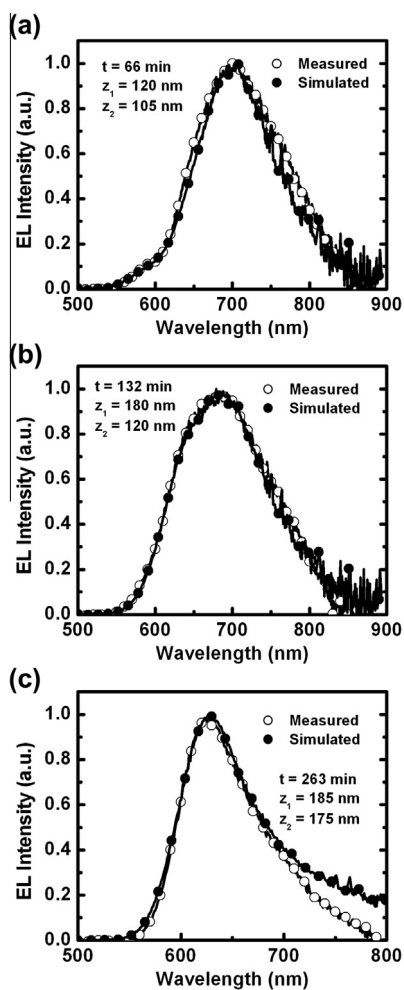 (a)
t = 66 min
z1 = 120 nm
z2 = 105 nm
Measured
Simulated
EL Intensity (a.u.)
1.0
0.8
0.6
0.4
0.2
0.0
500 600 700 800 900
Wavelength (nm)
(b)
t = 132 min
z1 = 180 nm
z2 = 120 nm
Measured
Simulated
EL Intensity (a.u.)
1.0
0.8
0.6
0.4
0.2
0.0
500 600 700 800 900
Wavelength (nm)
(c)
Measured
Simulated
t = 263 min
z1 = 185 nm
z2 = 175 nm
EL Intensity (a.u.)
1.0
0.8
0.6
0.4
0.2
0.0
500 600 700 800
Wavelength (nm)